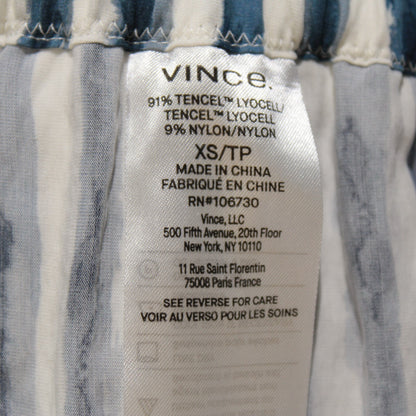 VINCE.
91% TENCEL™ LYOCELL/
TENCEL™ LYOCELL
9% NYLON/NYLON
XS/TP
MADE IN CHINA
FABRIQUÉ EN CHINE
RN#106730
Vince, LLC
500 Fifth Avenue, 20th Floor
New York, NY 10110
11 Rue Saint Florentin
75008 Paris France
SEE REVERSE FOR CARE
VOIR AU VERSO POUR LES SOINS